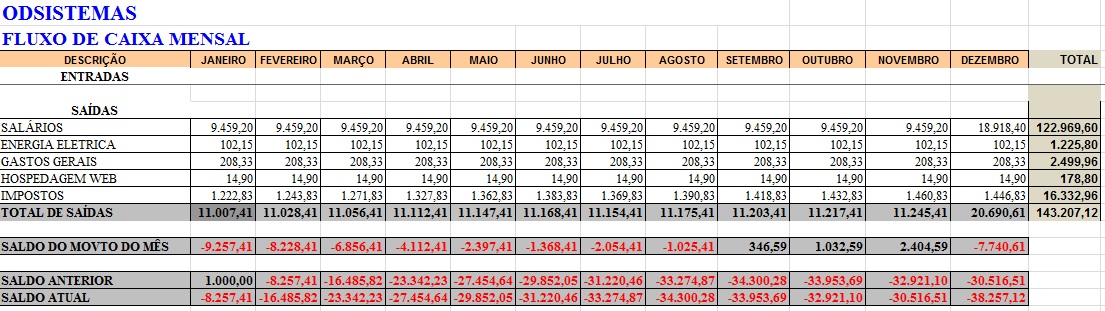 ODSISTEMAS
FLUXO DE CAIXA MENSAL
DESCRIÇÃO JANEIRO FEVEREIRO MARÇO ABRIL MAIO JUNHO JULHO AGOSTO SETEMBRO OUTUBRO NOVEMBRO DEZEMBRO TOTAL
ENTRADAS
SAÍDAS
SALÁRIOS 9.459,20 9.459,20 9.459,20 9.459,20 9.459,20 9.459,20 9.459,20 9.459,20 9.459,20 9.459,20 9.459,20 18.918,40 122.969,60
ENERGIA ELETRICA 102,15 102,15 102,15 102,15 102,15 102,15 102,15 102,15 102,15 102,15 102,15 102,15 1.225,80
GASTOS GERAIS 208,33 208,33 208,33 208,33 208,33 208,33 208,33 208,33 208,33 208,33 208,33 208,33 2.499,96
HOSPEDAGEM WEB 14,90 14,90 14,90 14,90 14,90 14,90 14,90 14,90 14,90 14,90 14,90 14,90 178,80
IMPOSTOS 1.222,83 1.243,83 1.271,83 1.327,83 1.362,83 1.383,83 1.369,83 1.390,83 1.418,83 1.432,83 1.460,83 1.446,83 16.332,96
TOTAL DE SAÍDAS 11.007,41 11.028,41 11.056,41 11.112,41 11.147,41 11.168,41 11.154,41 11.175,41 11.203,41 11.217,41 11.245,41 20.690,61 143.207,12
SALDO DO MOVTO DO MÊS -9.257,41 -8.228,41 -6.856,41 -4.112,41 -2.397,41 -1.368,41 -2.054,41 -1.025,41 346,59 1.032,59 2.404,59 -7.740,61
SALDO ANTERIOR 1.000,00 -8.257,41 -16.485,82 -23.342,23 -27.454,64 -29.852,05 -31.220,46 -33.274,87 -34.300,28 -33.953,69 -32.921,10 -30.516,51
SALDO ATUAL -8.257,41 -16.485,82 -23.342,23 -27.454,64 -29.852,05 -31.220,46 -33.274,87 -34.300,28 -33.953,69 -32.921,10 -30.516,51 -38.257,12